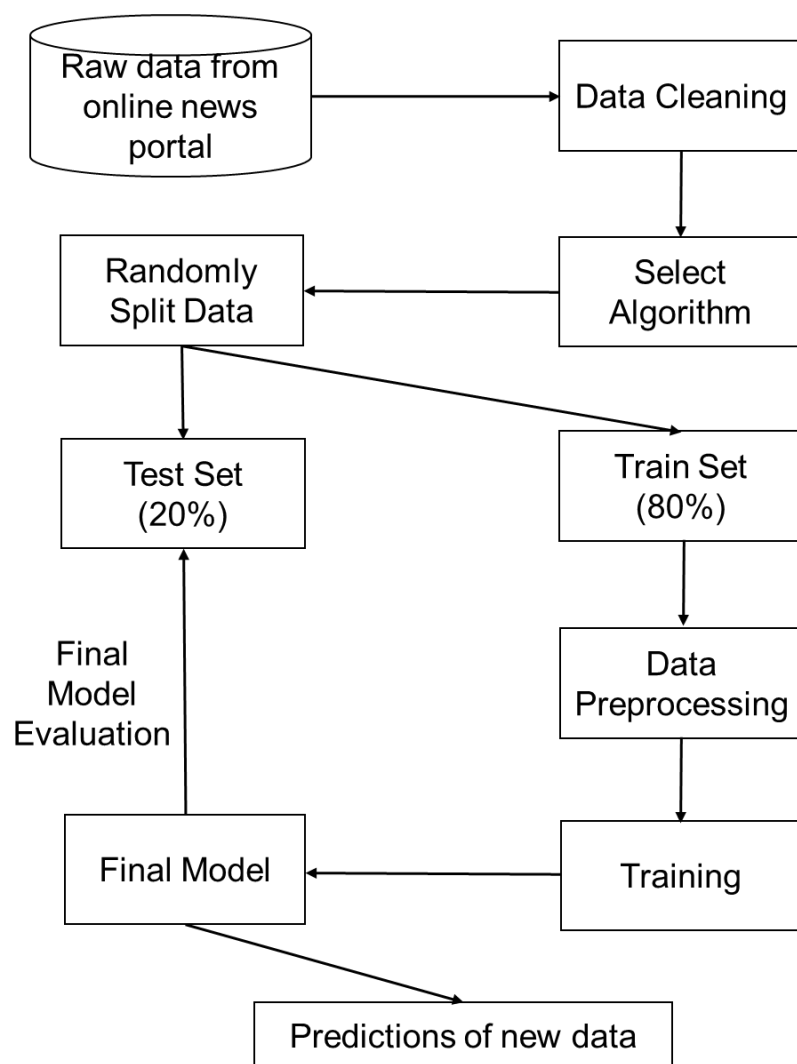 Raw data from
online news
portal
Data Cleaning
Select
Algorithm
Randomly
Split Data
Test Set
(20%)
Train Set
(80%)
Data
Preprocessing
Training
Final Model
Final
Model
Evaluation
Predictions of new data